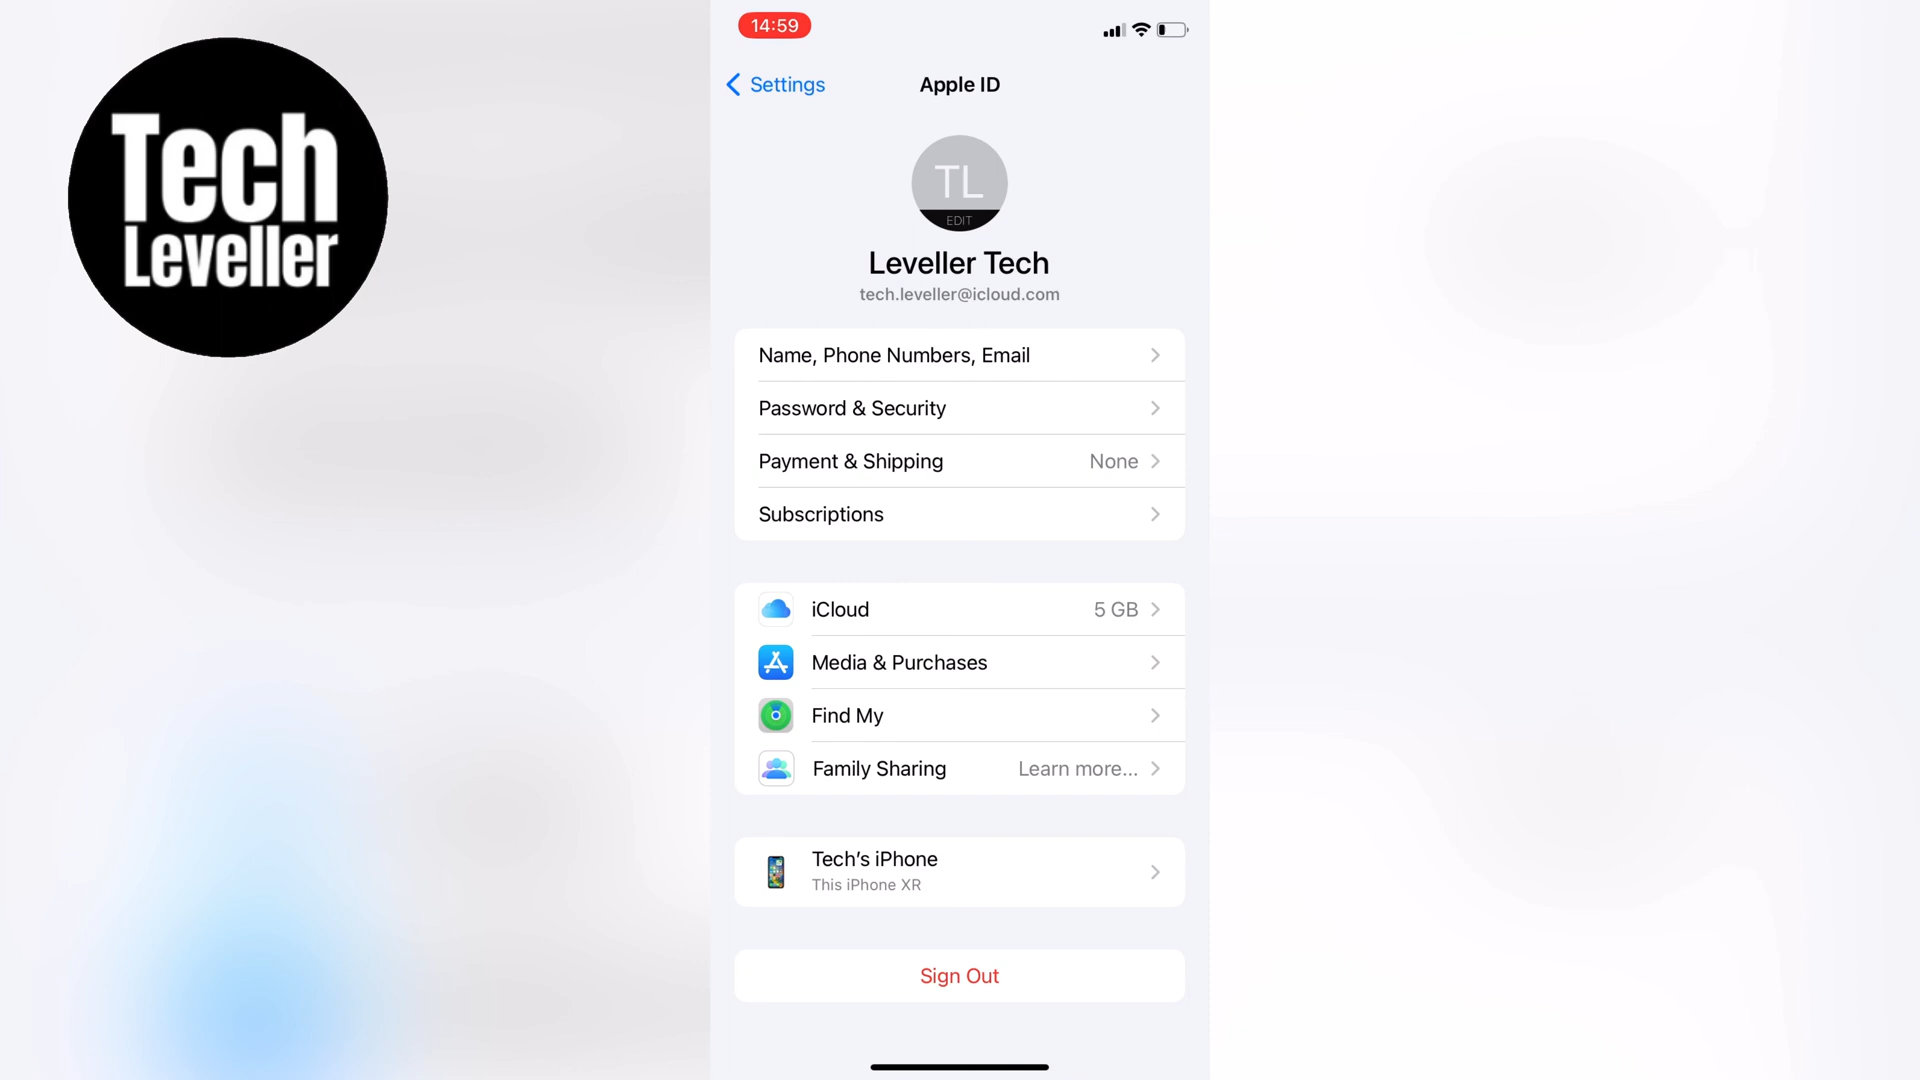 Tech
Leveller
14:59
Settings
Apple ID
TL
EDIT
Leveller Tech
tech.leveller@icloud.com
Name, Phone Numbers, Email
Password & Security
Payment & Shipping None
Subscriptions
iCloud 5 GB
Media & Purchases
Find My
Family Sharing Learn more...
Tech’s iPhone
This iPhone XR
Sign Out